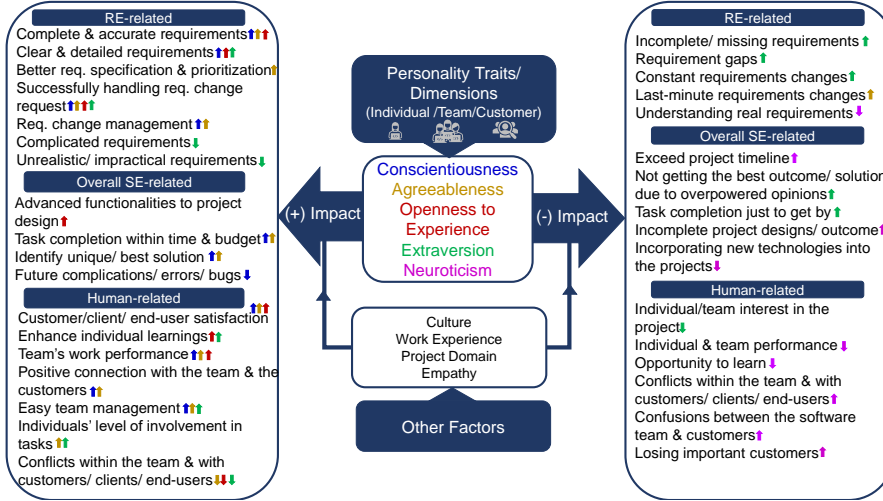 RE-related
Complete & accurate requirements
Clear & detailed requirements
Better req. specification & prioritization
Successfully handling req. change
request
Req. change management
Complicated requirements
Unrealistic/ impractical requirements
Overall SE-related
Advanced functionalities to project
design
Task completion within time & budget
Identify unique/ best solution
Future complications/ errors/ bugs
Human-related
Customer/client/ end-user satisfaction
Enhance individual learnings
Team's work performance
Positive connection with the team & the
customers
Easy team management
Individuals' level of involvement in
tasks
Conflicts within the team & with
customers/ clients/ end-users
Personality Traits/
Dimensions
(Individual /Team/Customer)
(+) Impact
Conscientiousness
Agreeableness
Openness to
Experience
Extraversion
Neuroticism
(-) Impact
Culture
Work Experience
Project Domain
Empathy
Other Factors
RE-related
Incomplete/ missing requirements
Requirement gaps
Constant requirements changes
Last-minute requirements changes
Understanding real requirements
Overall SE-related
Exceed project timeline
Not getting the best outcome/ solution
due to overpowered opinions
Task completion just to get by
Incomplete project designs/ outcome
Incorporating new technologies into
the projects
Human-related
Individual/team interest in the
project
Individual & team performance
Opportunity to learn
Conflicts within the team & with
customers/ clients/ end-users
Confusions between the software
team & customers
Losing important customers